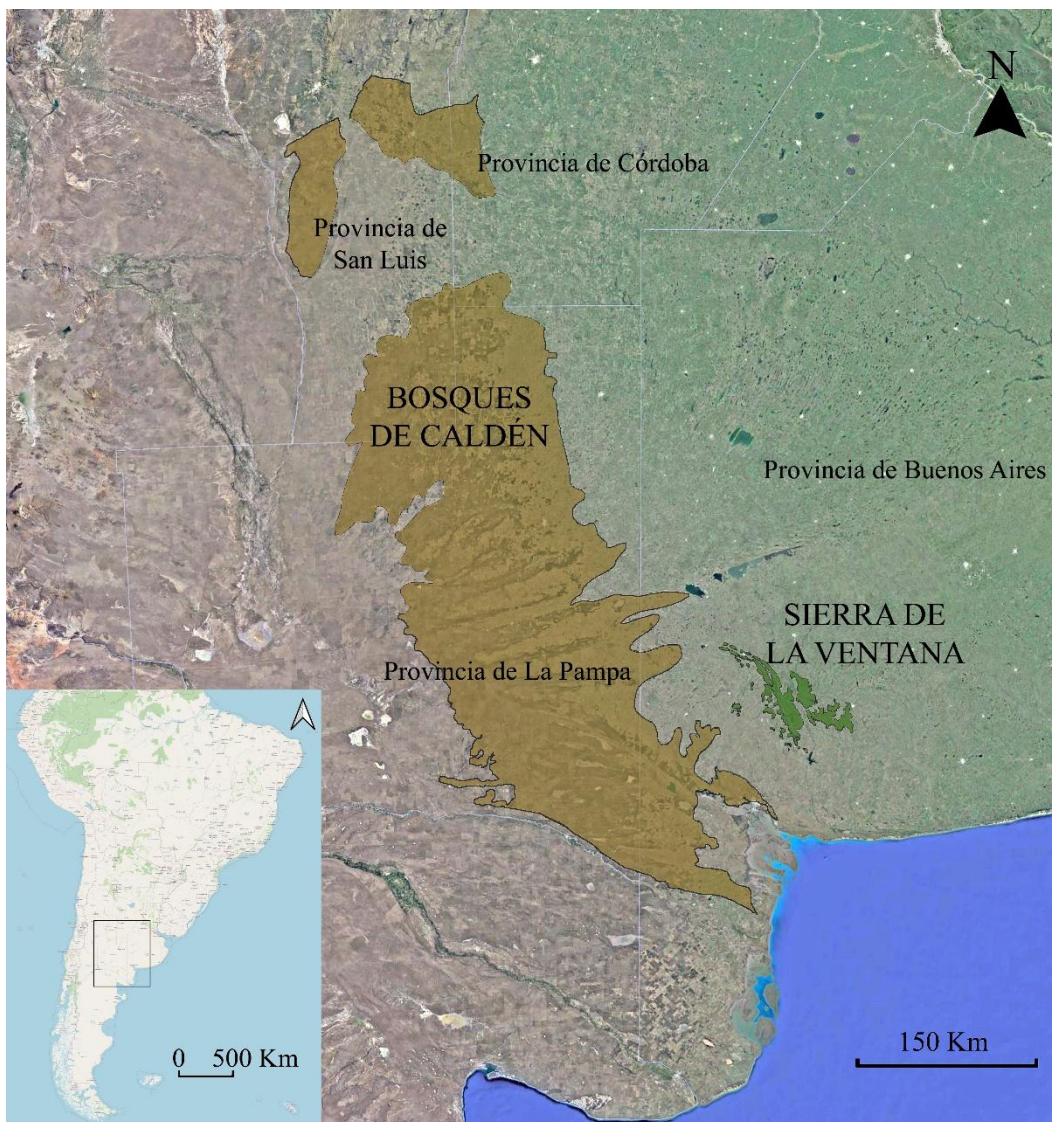 N
Provincia de Córdoba
Provincia de
San Luis
BOSQUES
DE CALDÉN
Provincia de Buenos Aires
SIERRA DE
LA VENTANA
Provincia de La Pampa
0 500 Km
150 Km